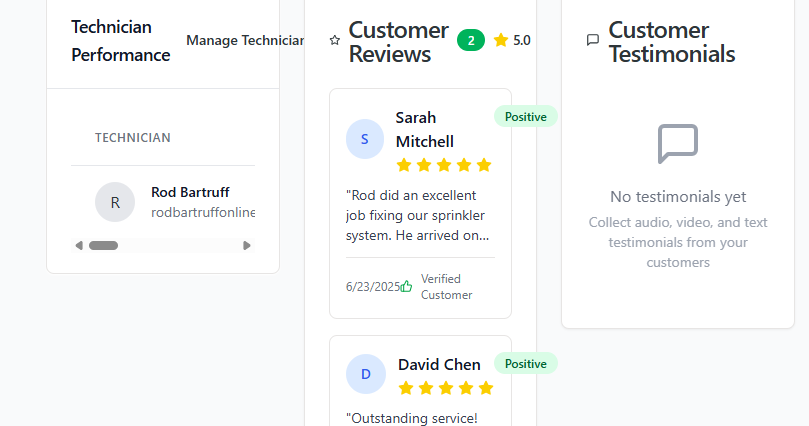 Technician
Performance
Manage Technician
TECHNICIAN
R
Rod Bartruff
rodbartruffonline
Customer
Reviews
2
5.0
S
Sarah
Mitchell
Positive
"Rod did an excellent
job fixing our sprinkler
system. He arrived on...
6/23/2025
Verified
Customer
D
David Chen
Positive
"Outstanding service!
Customer
Testimonials
No testimonials yet
Collect audio, video, and text
testimonials from your
customers